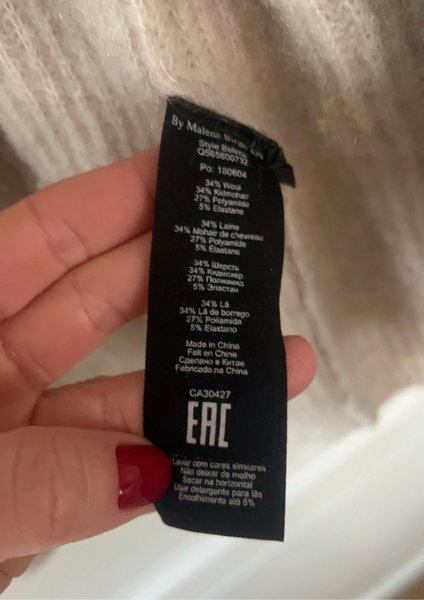 By Malene Birger
Style Bolina
Q56560073Z
Po: 180604
34% Wool
34% Kidmohair
27% Polyamide
5% Elastane
34% Laine
34% Mohair de chevreau
27% Polyamide
5% Elastane
34% Шерсть
34% Кидмохер
27% Полиамид
5% Эластан
34% Lã
34% Lã de borrego
27% Poliamida
5% Elastano
Made in China
Fait en Chine
Сделано в Китае
Fabricado na China
CA30427
EAC
Lavar com cores similares
Não deixar de molho
Secar na horizontal
Usar detergente para lãs
Encolhimento até 5%